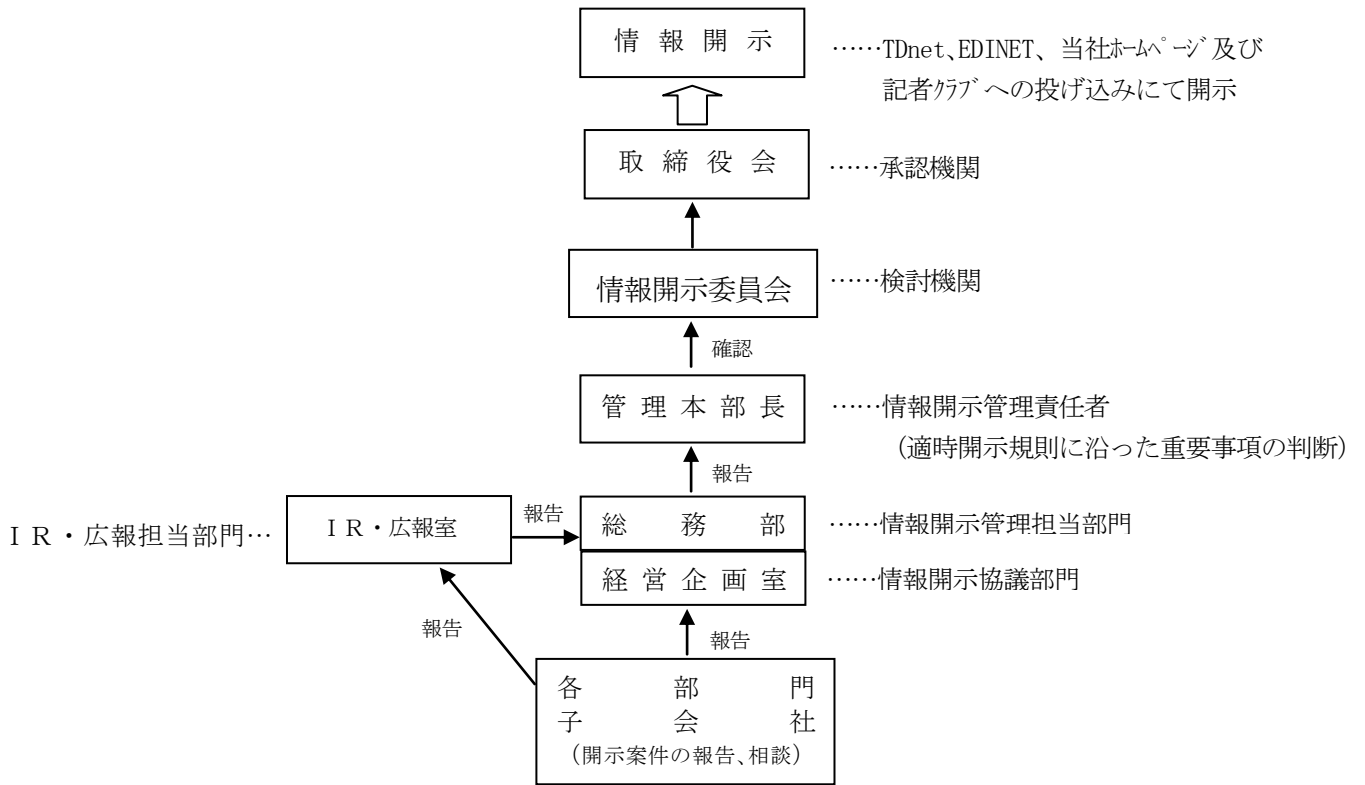 情 報 開 示 ……TDnet､EDINET、当社ﾎｰﾑﾍﾟｰｼﾞ及び
記者ｸﾗﾌﾞへの投げ込みにて開示
取 締 役 会 ……承認機関
情報開示委員会 ……検討機関
確認
管 理 本 部 長 ……情報開示管理責任者
(適時開示規則に沿った重要事項の判断)
報告
ＩＲ・広報担当部門… ＩＲ・広報室 報告 総 務 部 ……情報開示管理担当部門
経 営 企 画 室 ……情報開示協議部門
報告 報告
各 部 門
子 会 社
(開示案件の報告､相談)